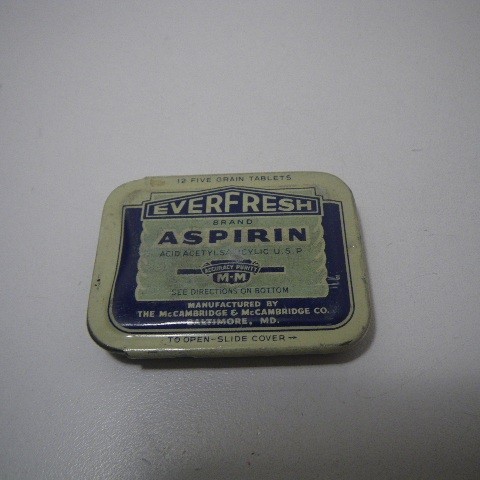 12 FIVE GRAIN TABLETS
EVERFRESH
BRAND
ASPIRIN
ACID ACETYLSALICYLIC U.S.P.
ACCURACY PURITY
M-M
SEE DIRECTIONS ON BOTTOM
MANUFACTURED BY
THE McCAMBRIDGE & McCAMBRIDGE CO.
BALTIMORE, MD.
TO OPEN-SLIDE COVER→